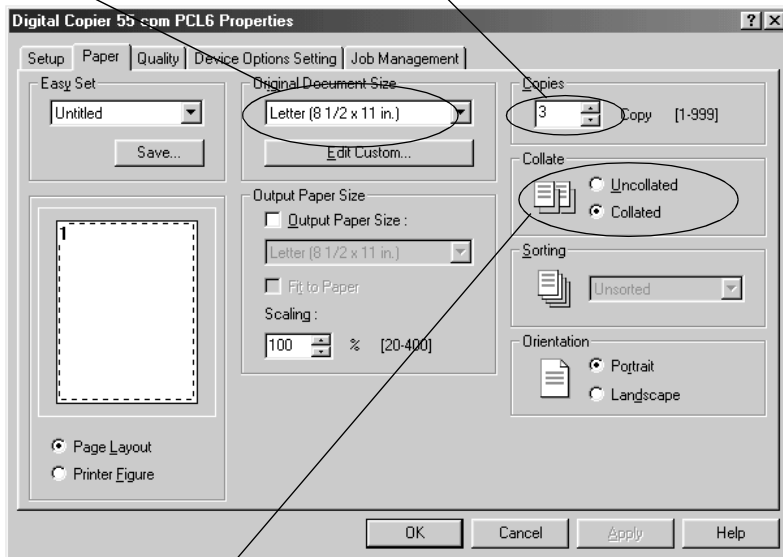 Digital Copier 55 cpm PCL6 Properties
Setup
Paper
Quality
Device Options Setting
Job Management
Easy Set
Untitled
Save...
1
Page Layout
Printer Figure
Original Document Size
Letter (8 1/2 x 11 in.)
Edit Custom...
Output Paper Size
Output Paper Size :
Letter (8 1/2 x 11 in.)
Fit to Paper
Scaling :
100 % [20-400]
Copies
3 Copy [1-999]
Collate
Uncollated
Collated
Sorting
Unsorted
Orientation
Portrait
Landscape
OK
Cancel
Apply
Help